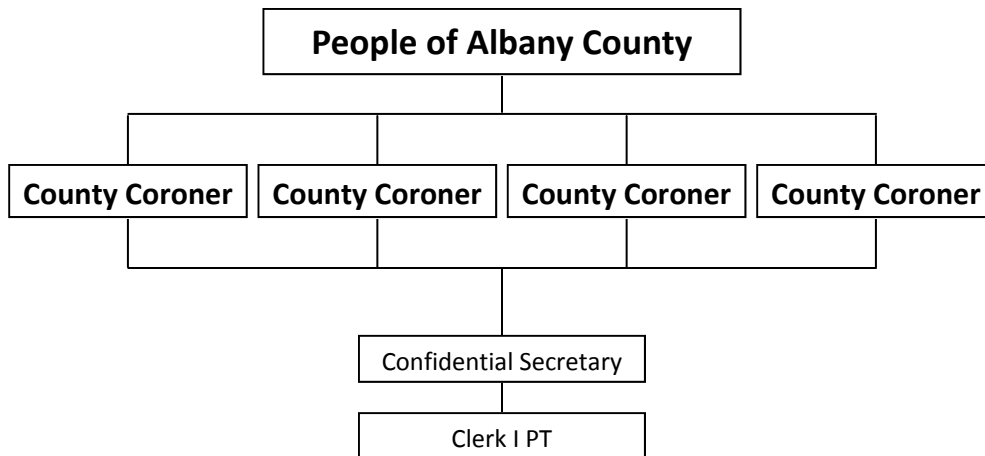 People of Albany County
County Coroner
County Coroner
County Coroner
County Coroner
Confidential Secretary
Clerk I PT